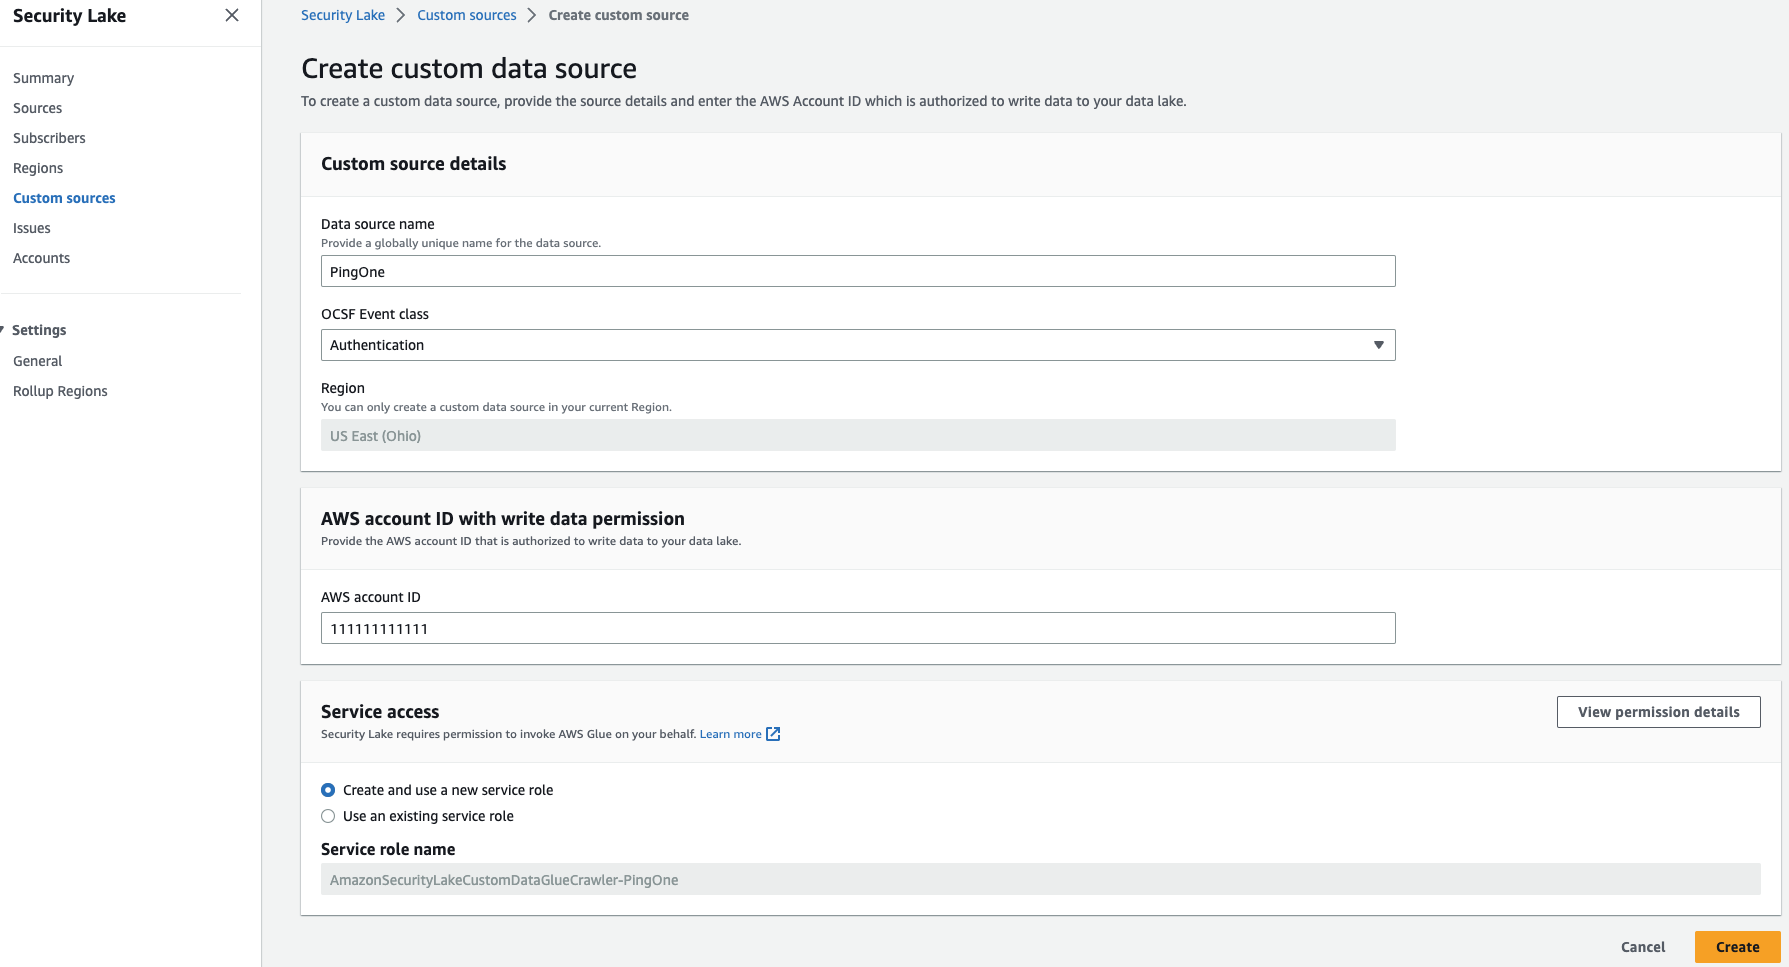 Security Lake
Summary
Sources
Subscribers
Regions
Custom sources
Issues
Accounts
Settings
General
Rollup Regions
Security Lake > Custom sources > Create custom source
Create custom data source
To create a custom data source, provide the source details and enter the AWS Account ID which is authorized to write data to your data lake.
Custom source details
Data source name
Provide a globally unique name for the data source.
PingOne
OCSF Event class
Authentication
Region
You can only create a custom data source in your current Region.
US East (Ohio)
AWS account ID with write data permission
Provide the AWS account ID that is authorized to write data to your data lake.
AWS account ID
111111111111
Service access
View permission details
Security Lake requires permission to invoke AWS Glue on your behalf. Learn more
Create and use a new service role
Use an existing service role
Service role name
AmazonSecurityLakeCustomDataGlueCrawler-PingOne
Cancel
Create